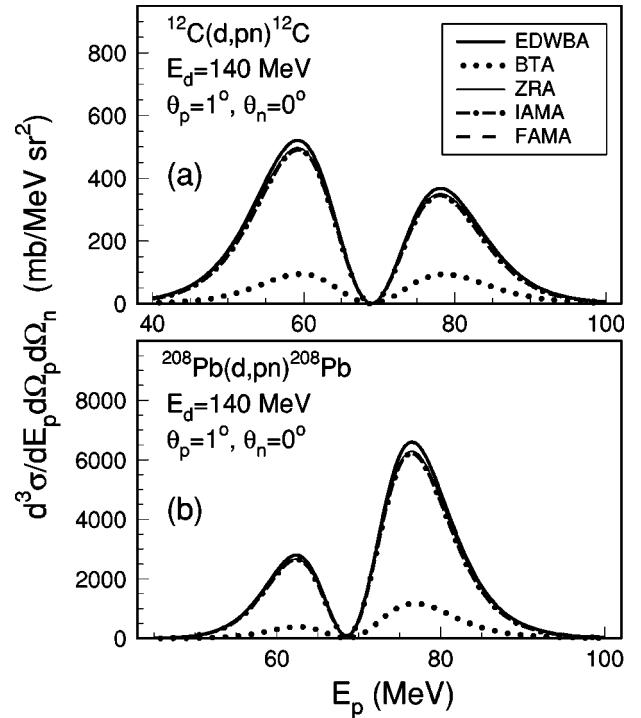 d³σ/dE_pdΩ_pdΩ_n (mb/MeV sr²)
¹²C(d,pn)¹²C
E_d=140 MeV
θ_p=1°, θ_n=0°
(a)
EDWBA
BTA
ZRA
IAMA
FAMA
800
600
400
200
0
40 60 80 100
²⁰⁸Pb(d,pn)²⁰⁸Pb
E_d=140 MeV
θ_p=1°, θ_n=0°
(b)
8000
6000
4000
2000
0
60 80 100
E_p (MeV)